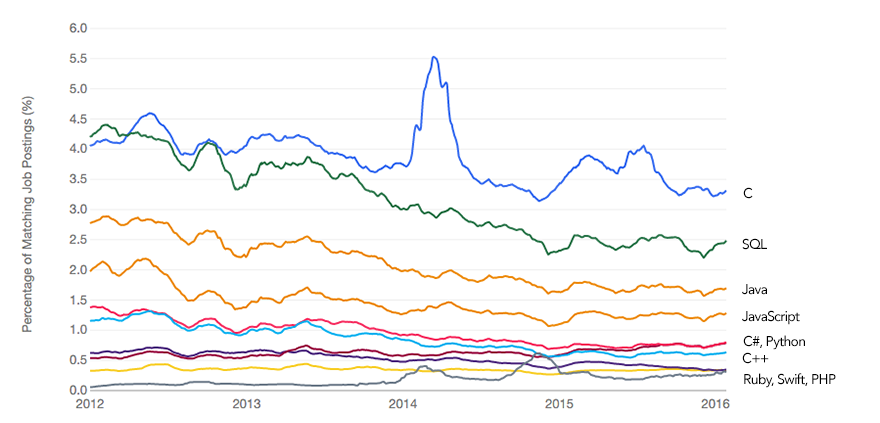 Percentage of Matching Job Postings (%)
6.0
5.5
5.0
4.5
4.0
3.5
3.0
2.5
2.0
1.5
1.0
0.5
0.0
2012 2013 2014 2015 2016
C
SQL
Java
JavaScript
C#, Python
C++
Ruby, Swift, PHP